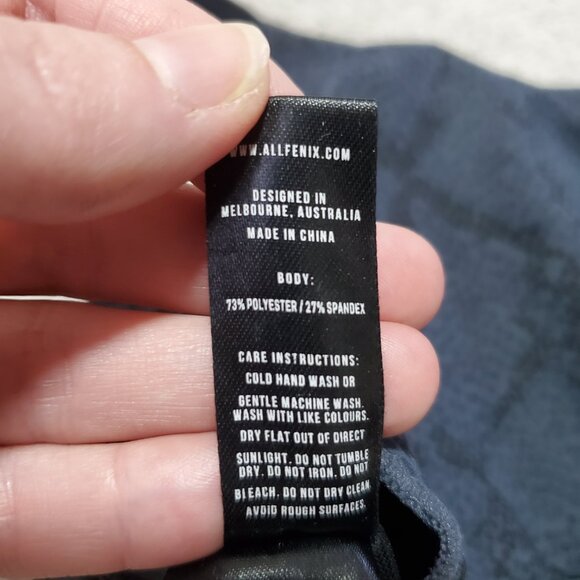 WWW.ALLFENIX.COM
DESIGNED IN
MELBOURNE, AUSTRALIA
MADE IN CHINA
BODY:
73% POLYESTER / 27% SPANDEX
CARE INSTRUCTIONS:
COLD HAND WASH OR
GENTLE MACHINE WASH.
WASH WITH LIKE COLOURS.
DRY FLAT OUT OF DIRECT
SUNLIGHT. DO NOT TUMBLE
DRY. DO NOT IRON. DO NOT
BLEACH. DO NOT DRY CLEAN.
AVOID ROUGH SURFACES.